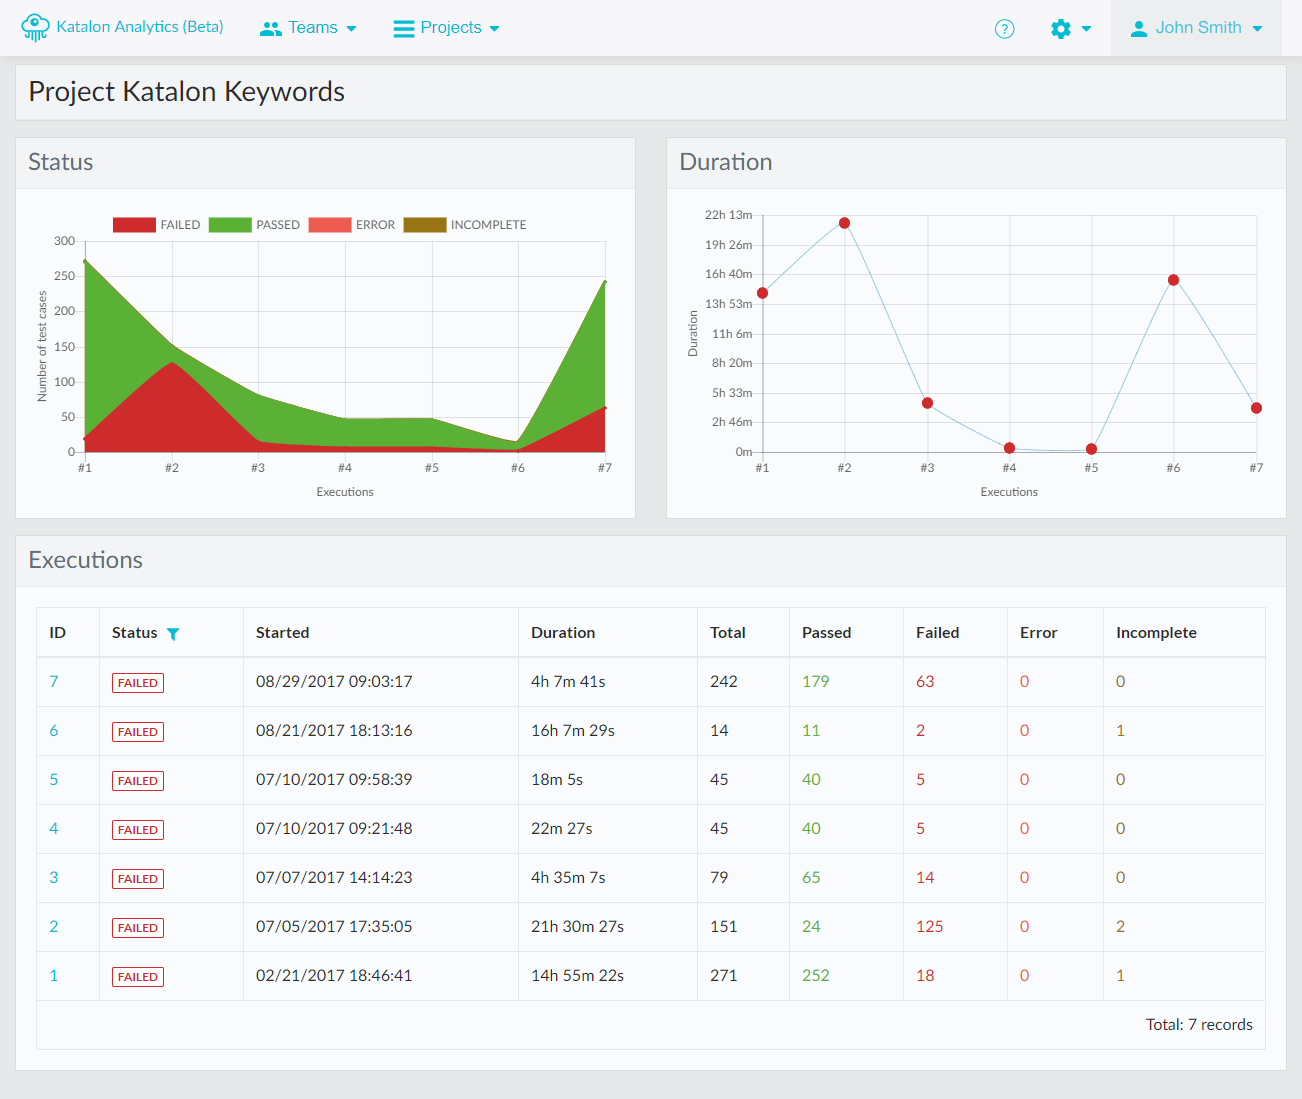 Katalon Analytics (Beta) Teams Projects ? John Smith
Project Katalon Keywords
Status
FAILED PASSED ERROR INCOMPLETE
300
250
200
150
100
50
0
Number of test cases
#1 #2 #3 #4 #5 #6 #7
Executions
Duration
22h 13m
19h 26m
16h 40m
13h 53m
11h 6m
8h 20m
5h 33m
2h 46m
0m
Duration
#1 #2 #3 #4 #5 #6 #7
Executions
Executions
ID Status Started Duration Total Passed Failed Error Incomplete
7 FAILED 08/29/2017 09:03:17 4h 7m 41s 242 179 63 0 0
6 FAILED 08/21/2017 18:13:16 16h 7m 29s 14 11 2 0 1
5 FAILED 07/10/2017 09:58:39 18m 5s 45 40 5 0 0
4 FAILED 07/10/2017 09:21:48 22m 27s 45 40 5 0 0
3 FAILED 07/07/2017 14:14:23 4h 35m 7s 79 65 14 0 0
2 FAILED 07/05/2017 17:35:05 21h 30m 27s 151 24 125 0 2
1 FAILED 02/21/2017 18:46:41 14h 55m 22s 271 252 18 0 1
Total: 7 records